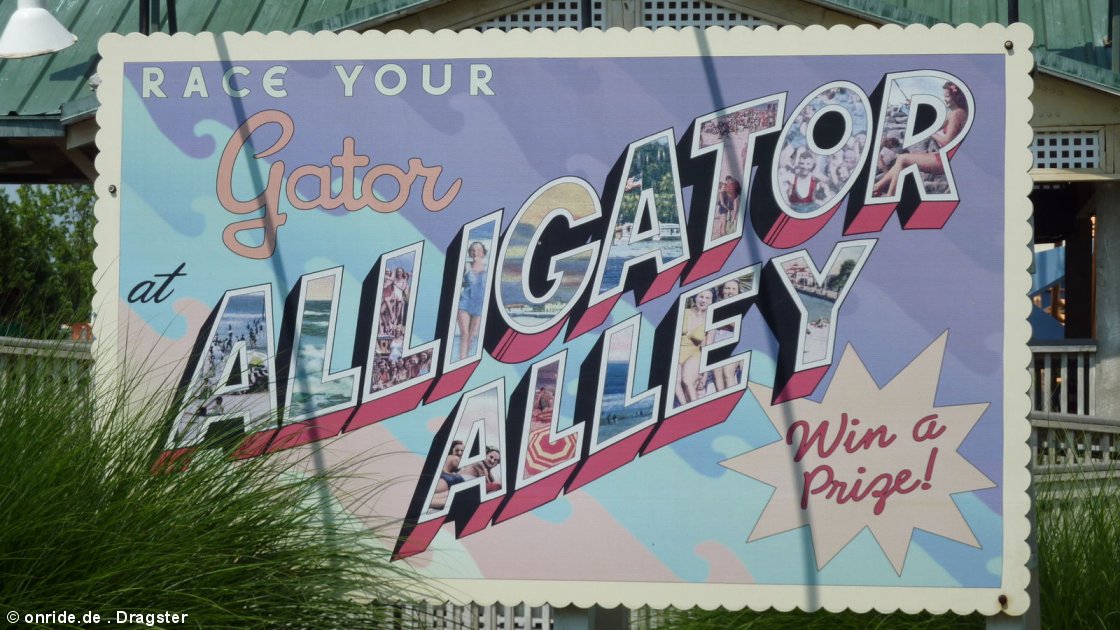 RACE YOUR
Gator
at
ALLIGATOR
ALLEY
Win a
Prize!
© onride.de . Dragster